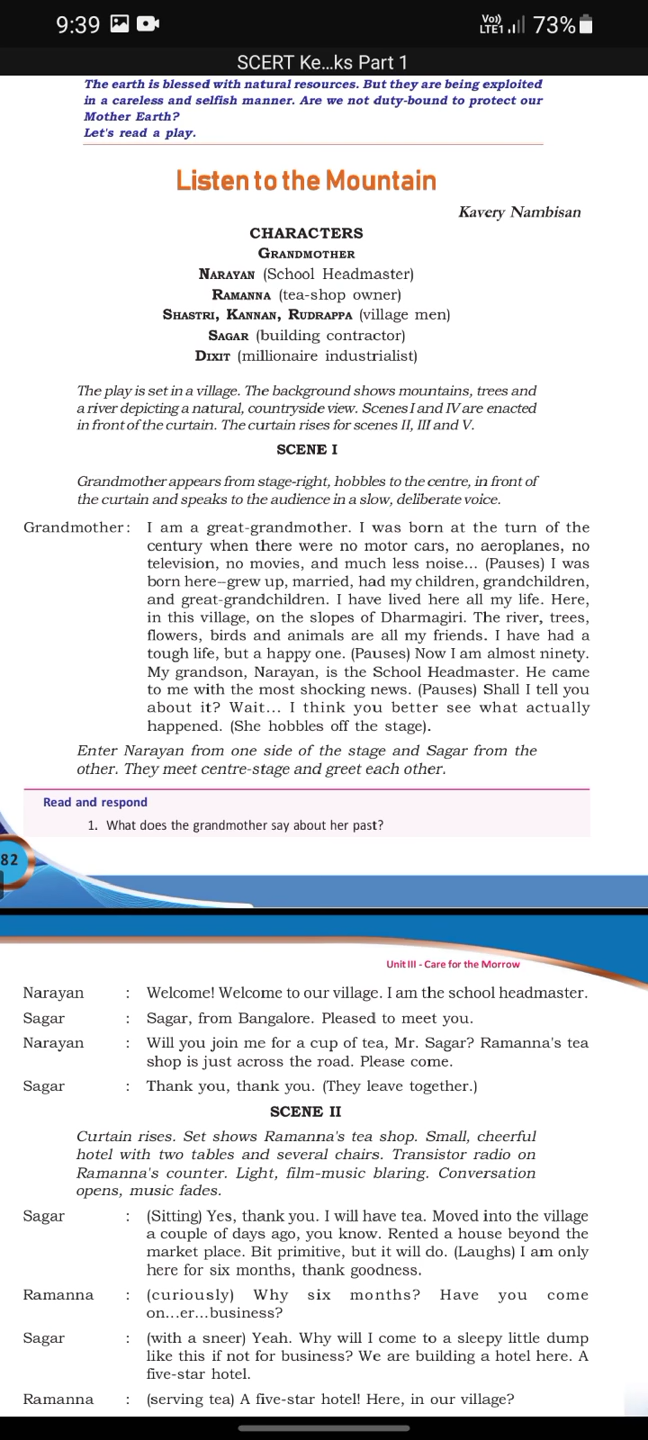 9:39
Vo)) LTE1 73%
SCERT Ke...ks Part 1
The earth is blessed with natural resources. But they are being exploited
in a careless and selfish manner. Are we not duty-bound to protect our
Mother Earth?
Let's read a play.
Listen to the Mountain
Kavery Nambisan
CHARACTERS
GRANDMOTHER
NARAYAN (School Headmaster)
RAMANNA (tea-shop owner)
SHASTRI, KANNAN, RUDRAPPA (village men)
SAGAR (building contractor)
DIXIT (millionaire industrialist)
The play is set in a village. The background shows mountains, trees and
a river depicting a natural, countryside view. Scenes I and IV are enacted
in front of the curtain. The curtain rises for scenes II, III and V.
SCENE I
Grandmother appears from stage-right, hobbles to the centre, in front of
the curtain and speaks to the audience in a slow, deliberate voice.
Grandmother: I am a great-grandmother. I was born at the turn of the
century when there were no motor cars, no aeroplanes, no
television, no movies, and much less noise... (Pauses) I was
born here–grew up, married, had my children, grandchildren,
and great-grandchildren. I have lived here all my life. Here,
in this village, on the slopes of Dharmagiri. The river, trees,
flowers, birds and animals are all my friends. I have had a
tough life, but a happy one. (Pauses) Now I am almost ninety.
My grandson, Narayan, is the School Headmaster. He came
to me with the most shocking news. (Pauses) Shall I tell you
about it? Wait... I think you better see what actually
happened. (She hobbles off the stage).
Enter Narayan from one side of the stage and Sagar from the
other. They meet centre-stage and greet each other.
Read and respond
1. What does the grandmother say about her past?
82
Unit III - Care for the Morrow
Narayan : Welcome! Welcome to our village. I am the school headmaster.
Sagar : Sagar, from Bangalore. Pleased to meet you.
Narayan : Will you join me for a cup of tea, Mr. Sagar? Ramanna's tea
shop is just across the road. Please come.
Sagar : Thank you, thank you. (They leave together.)
SCENE II
Curtain rises. Set shows Ramanna's tea shop. Small, cheerful
hotel with two tables and several chairs. Transistor radio on
Ramanna's counter. Light, film-music blaring. Conversation
opens, music fades.
Sagar : (Sitting) Yes, thank you. I will have tea. Moved into the village
a couple of days ago, you know. Rented a house beyond the
market place. Bit primitive, but it will do. (Laughs) I am only
here for six months, thank goodness.
Ramanna : (curiously) Why six months? Have you come
on...er...business?
Sagar : (with a sneer) Yeah. Why will I come to a sleepy little dump
like this if not for business? We are building a hotel here. A
five-star hotel.
Ramanna : (serving tea) A five-star hotel! Here, in our village?